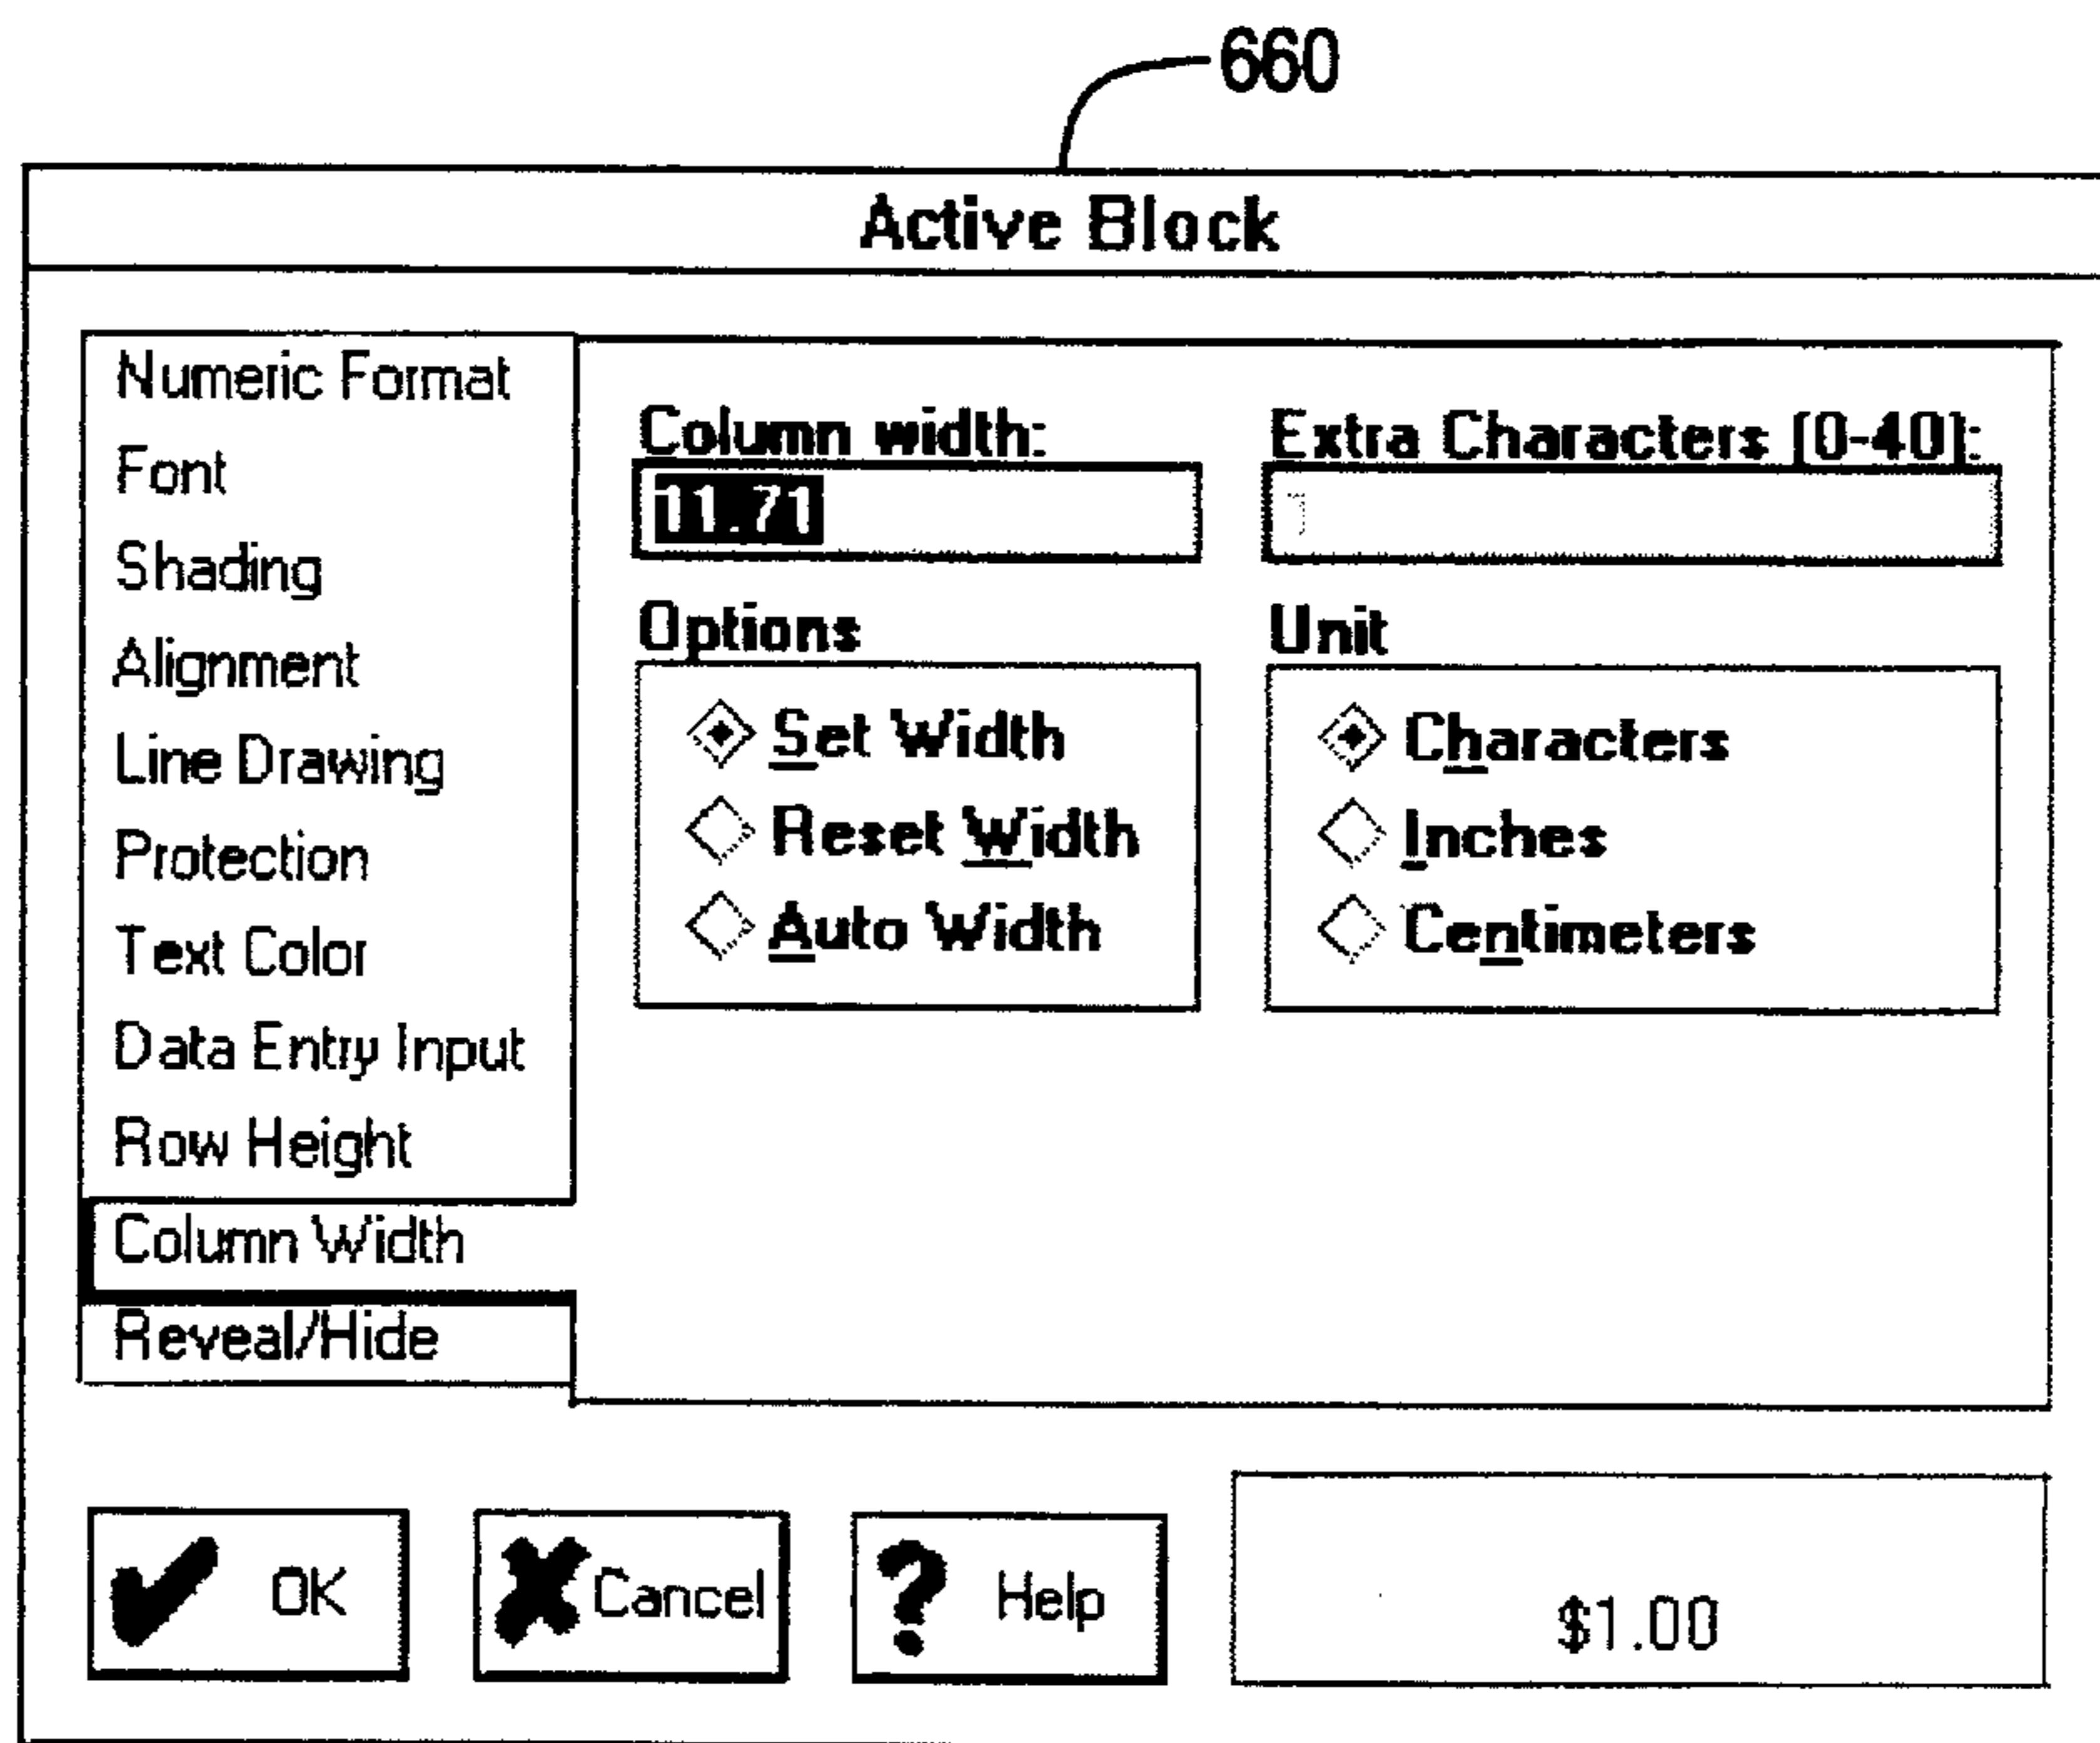 660
Active Block
Numeric Format
Font
Shading
Alignment
Line Drawing
Protection
Text Color
Data Entry Input
Row Height
Column Width
Reveal/Hide
Column width:
11.71
Extra Characters [0-40]:
1
Options
Set Width
Reset Width
Auto Width
Unit
Characters
Inches
Centimeters
OK
Cancel
Help
$1.00